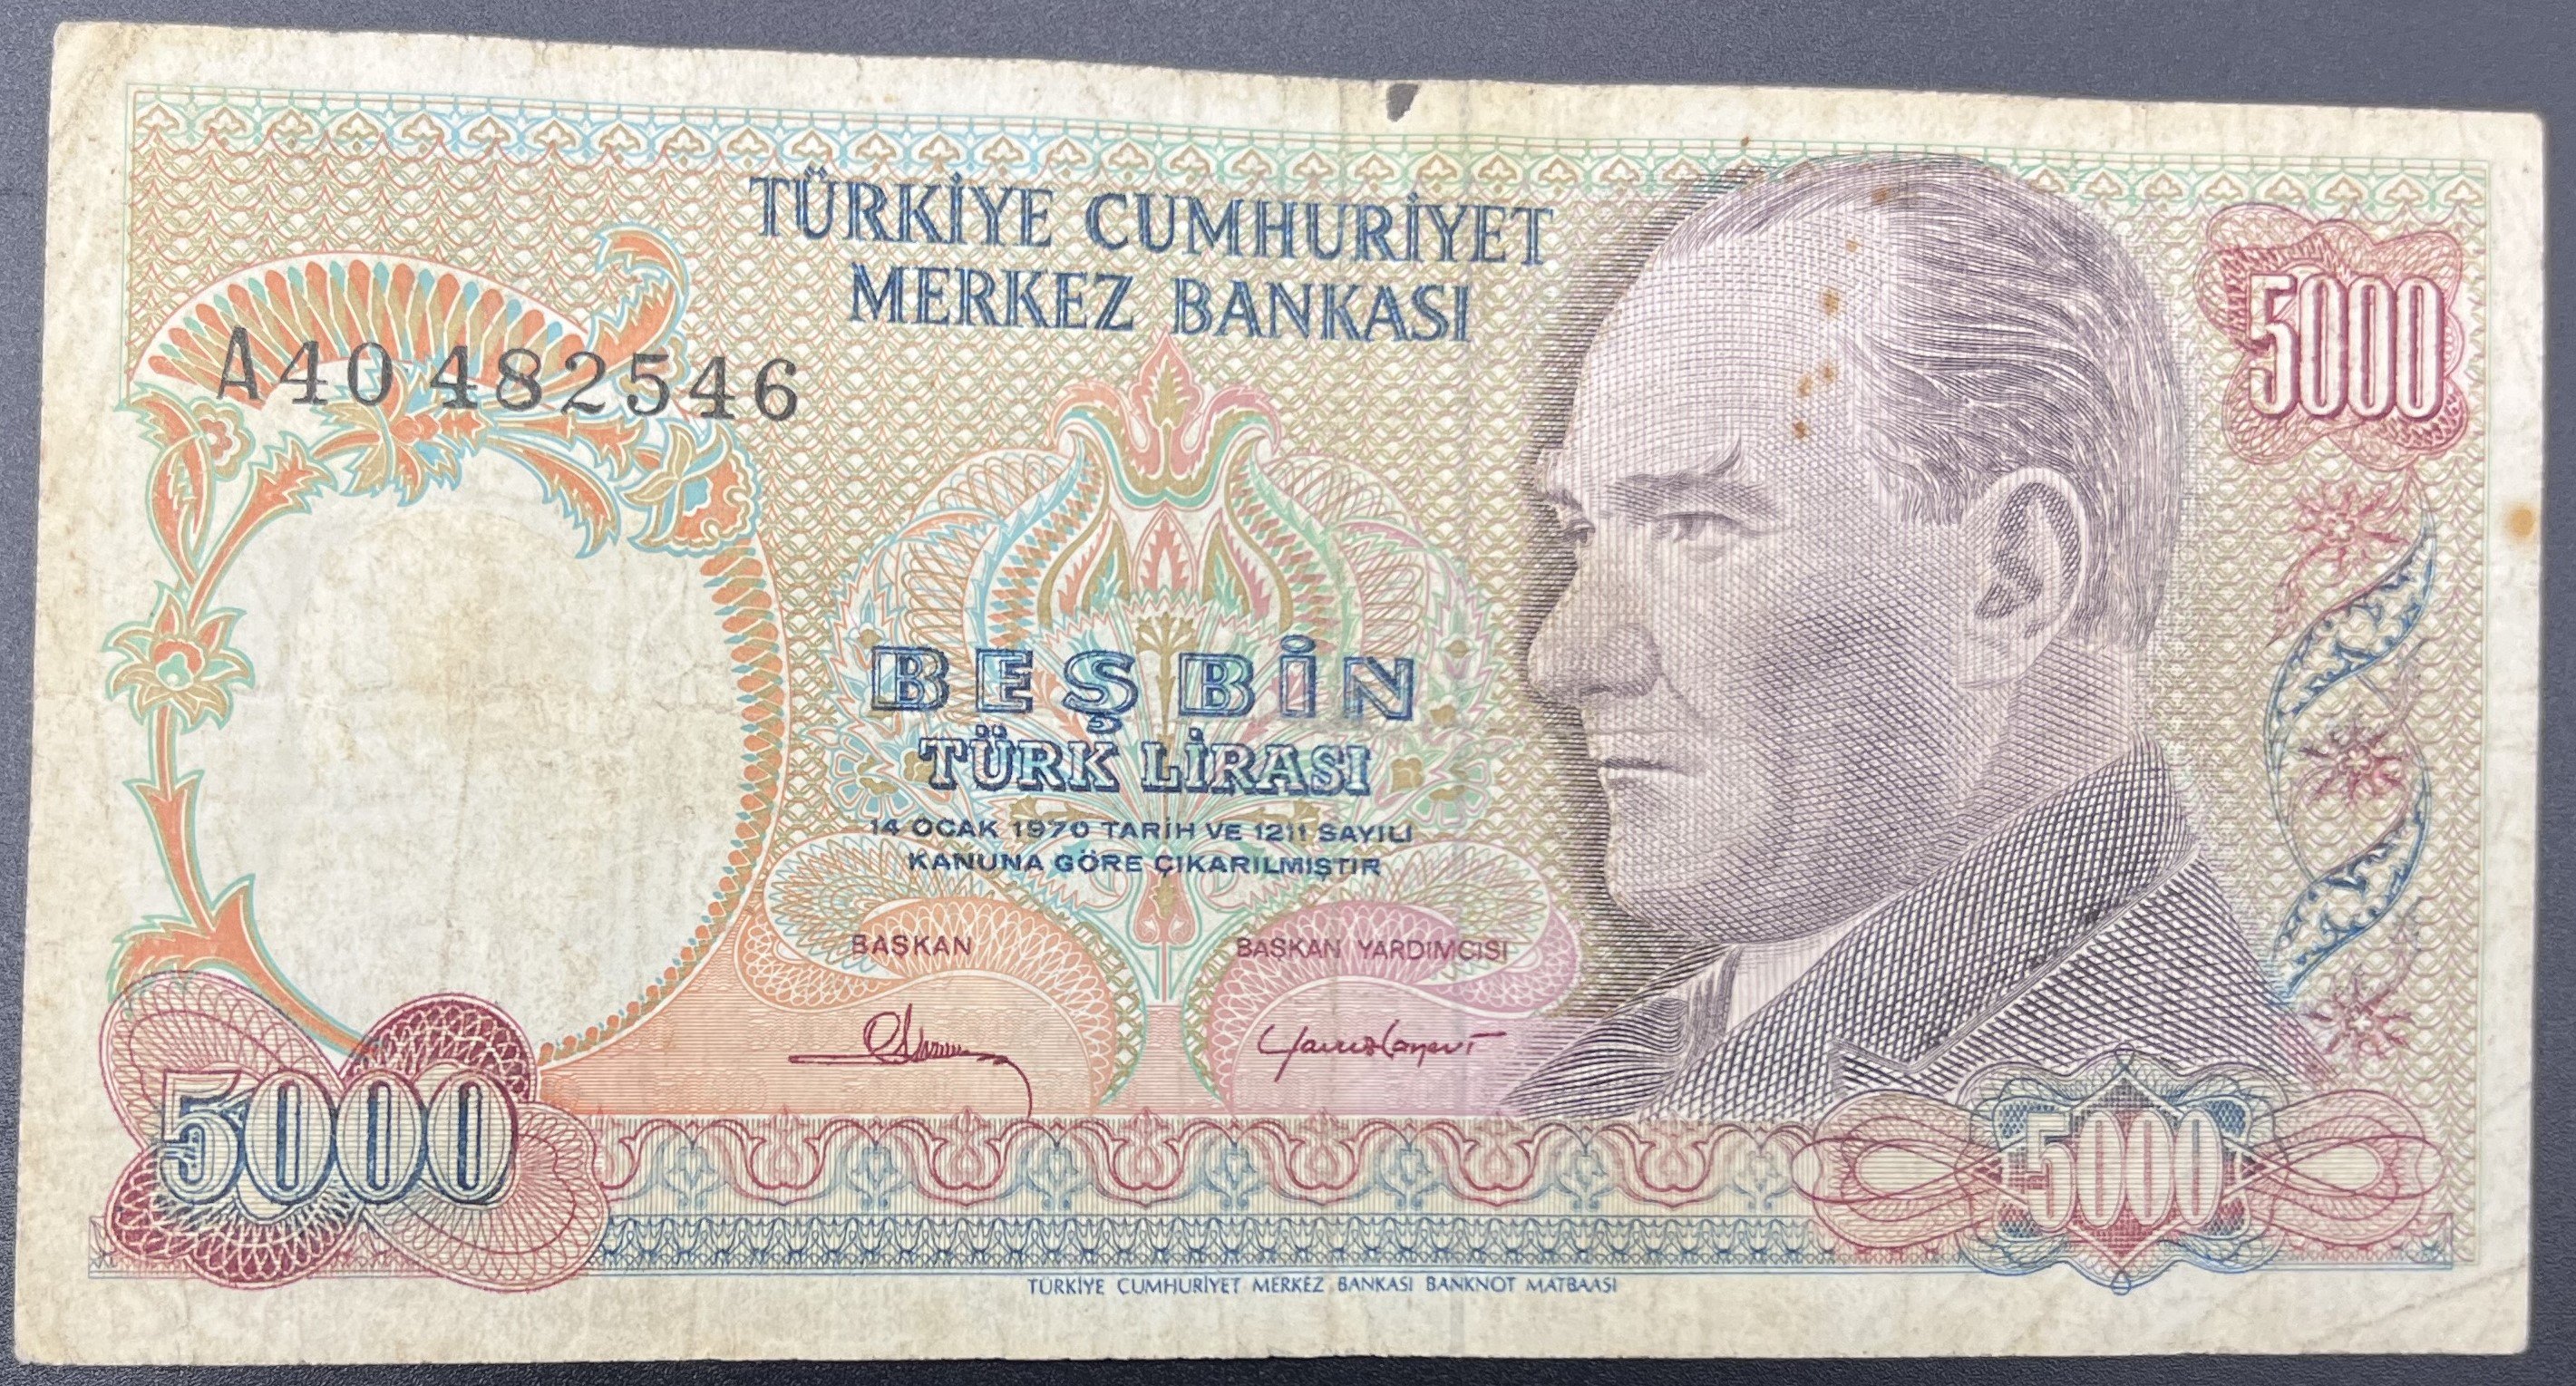 TÜRKİYE CUMHURİYET
MERKEZ BANKASI
5000
A40 482546
BEŞBİN
TÜRK LİRASI
14 OCAK 1970 TARİH VE 1211 SAYILI
KANUNA GÖRE ÇIKARILMIŞTIR
BAŞKAN
BAŞKAN YARDIMCISI
5000
5000
TÜRKİYE CUMHURİYET MERKEZ BANKASI BANKNOT MATBAASI